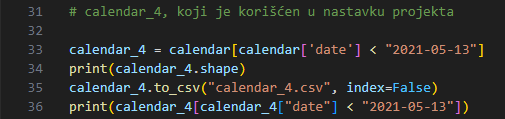 31 # calendar_4, koji je korišćen u nastavku projekta
32
33 calendar_4 = calendar[calendar['date'] < "2021-05-13"]
34 print(calendar_4.shape)
35 calendar_4.to_csv("calendar_4.csv", index=False)
36 print(calendar_4[calendar_4["date"] < "2021-05-13"])